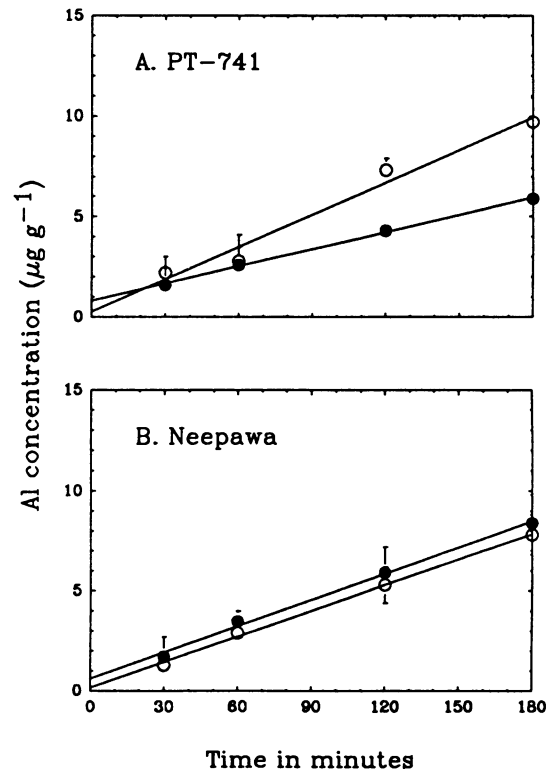 15
A. PT-741
10
5
0
Al concentration (μg g⁻¹)
15
B. Neepawa
10
5
0
0 30 60 90 120 150 180
Time in minutes